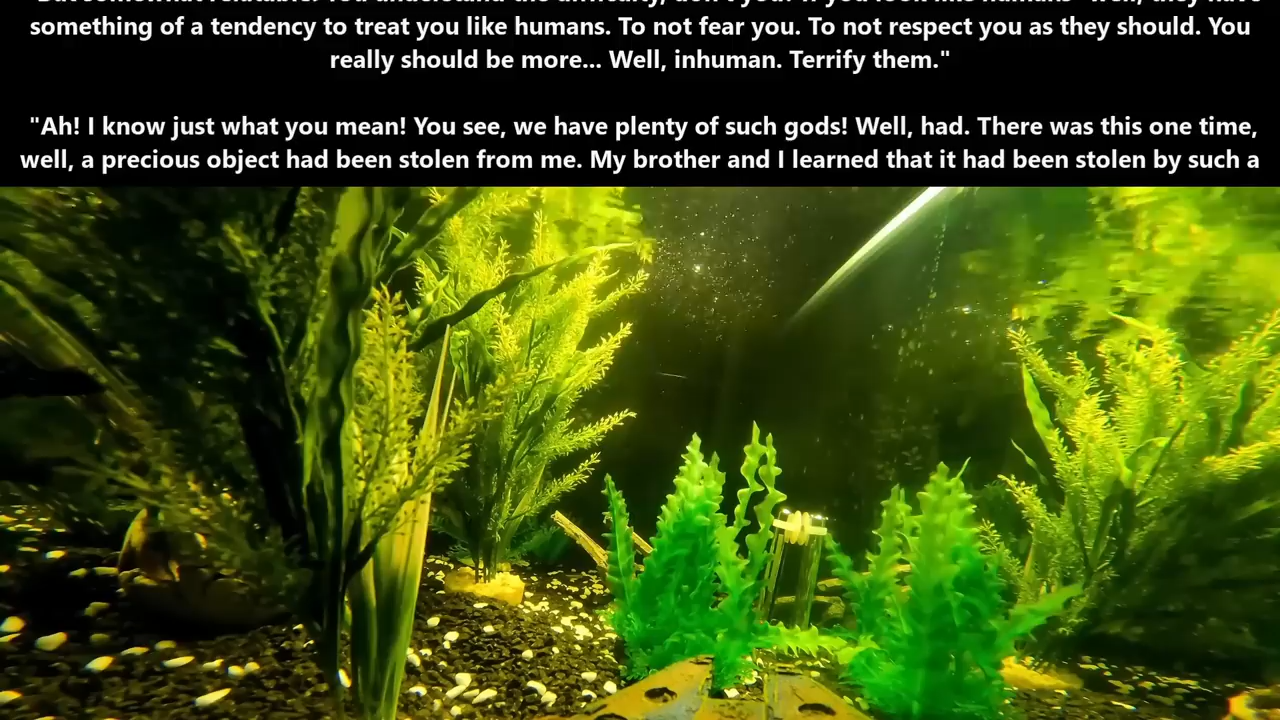 something of a tendency to treat you like humans. To not fear you. To not respect you as they should. You
really should be more... Well, inhuman. Terrify them."
"Ah! I know just what you mean! You see, we have plenty of such gods! Well, had. There was this one time,
well, a precious object had been stolen from me. My brother and I learned that it had been stolen by such a